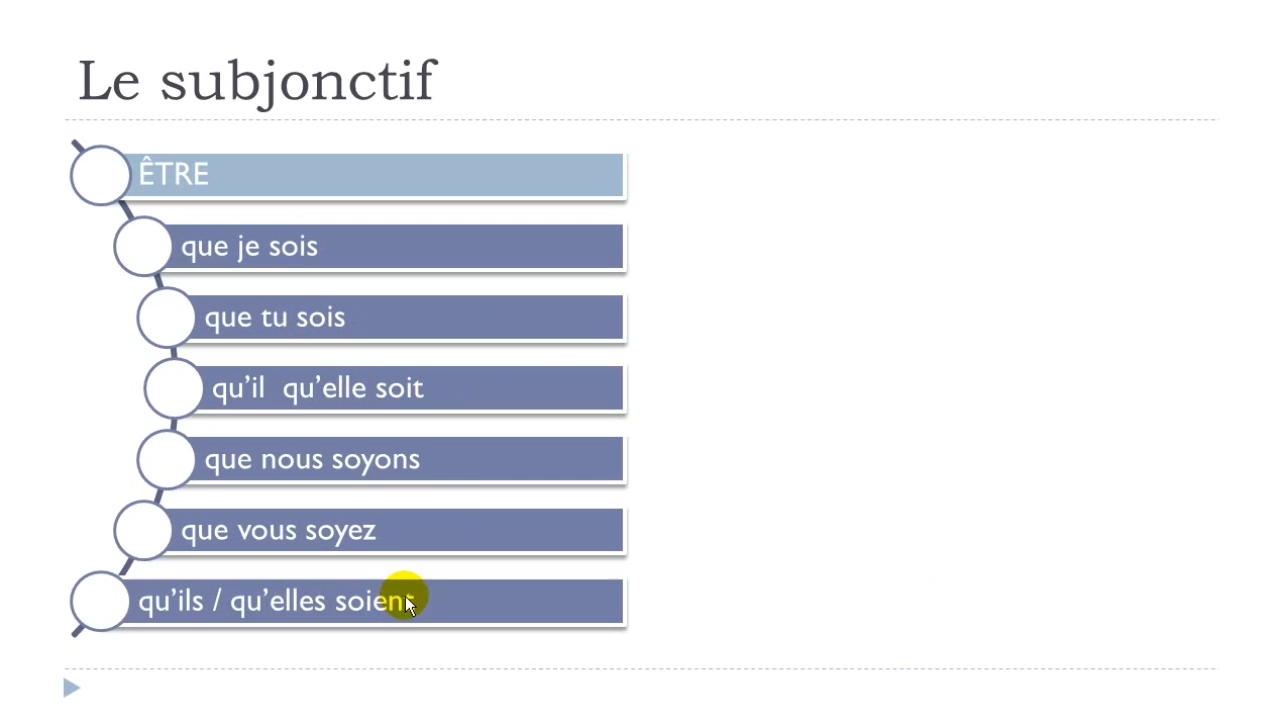 Le subjonctif
ÊTRE
que je sois
que tu sois
qu’il  qu’elle soit
que nous soyons
que vous soyez
qu’ils / qu’elles soient